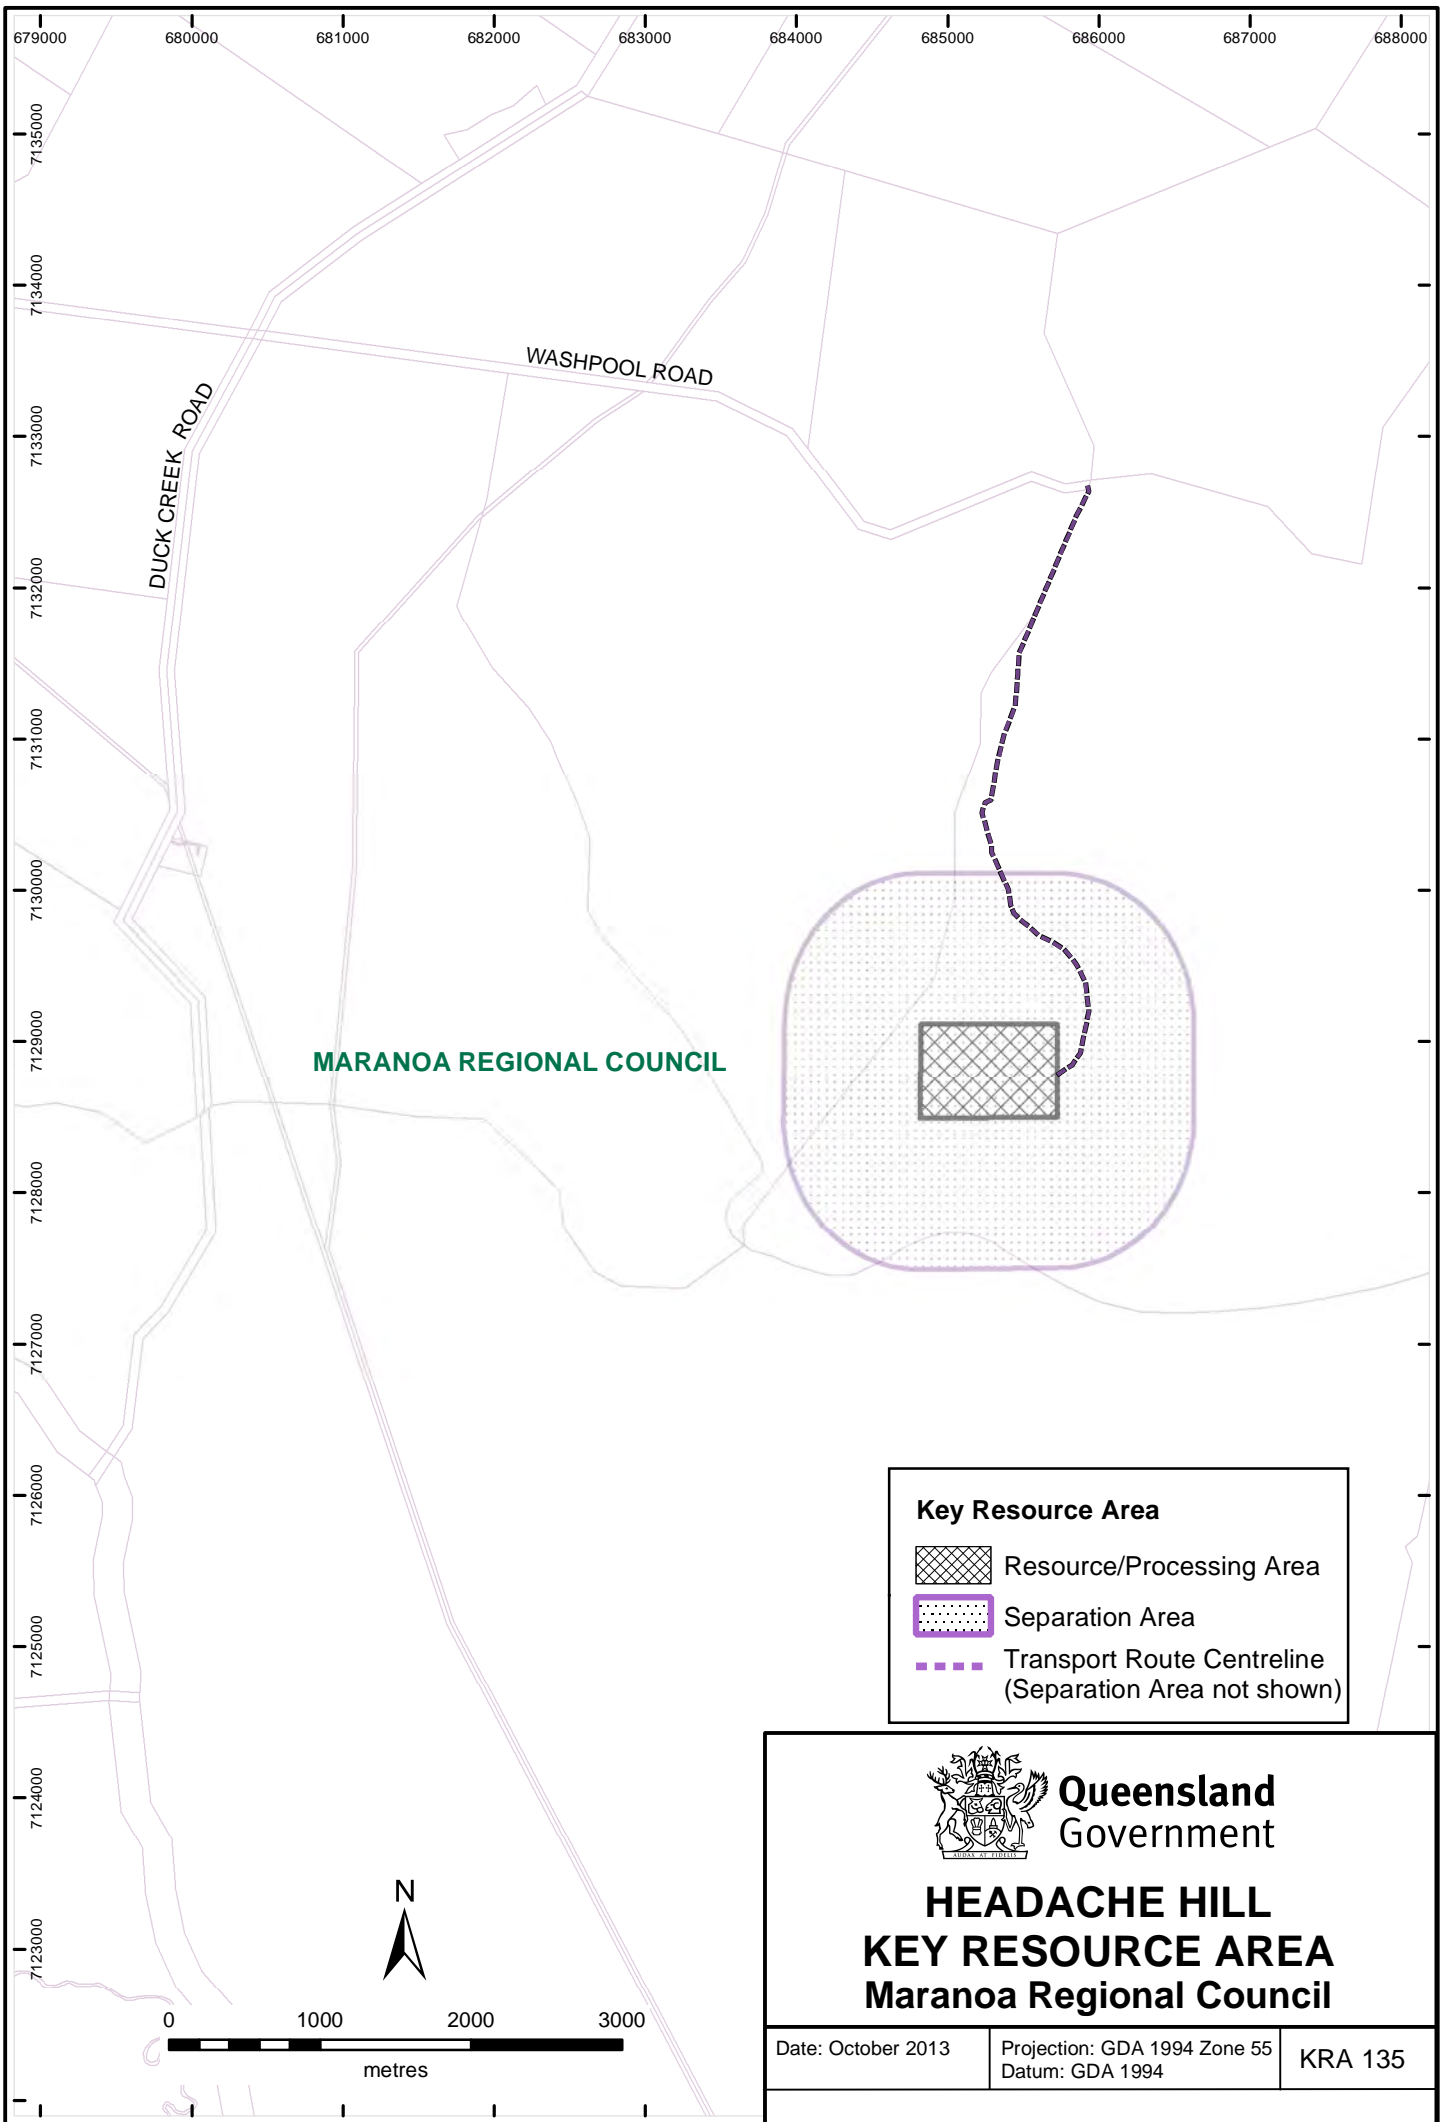 679000 680000 681000 682000 683000 684000 685000 686000 687000 688000
7135000
7134000
7133000
7132000
7131000
7130000
7129000
7128000
7127000
7126000
7125000
7124000
7123000
WASHPOOL ROAD
DUCK CREEK ROAD
MARANOA REGIONAL COUNCIL
Key Resource Area
Resource/Processing Area
Separation Area
Transport Route Centreline
(Separation Area not shown)
N
0 1000 2000 3000
metres
AUDAX AT FIDELIS
Queensland
Government
HEADACHE HILL
KEY RESOURCE AREA
Maranoa Regional Council
Date: October 2013
Projection: GDA 1994 Zone 55
Datum: GDA 1994
KRA 135